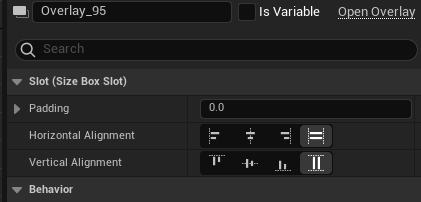 Overlay_95
Is Variable
Open Overlay
Search
Slot (Size Box Slot)
Padding
0.0
Horizontal Alignment
Vertical Alignment
Behavior